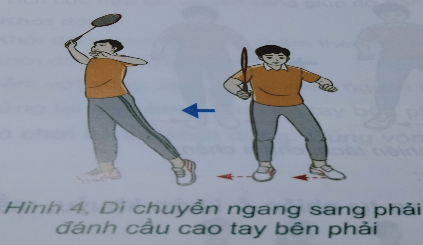 Hình 4. Di chuyển ngang sang phải
đánh cầu cao tay bên phải